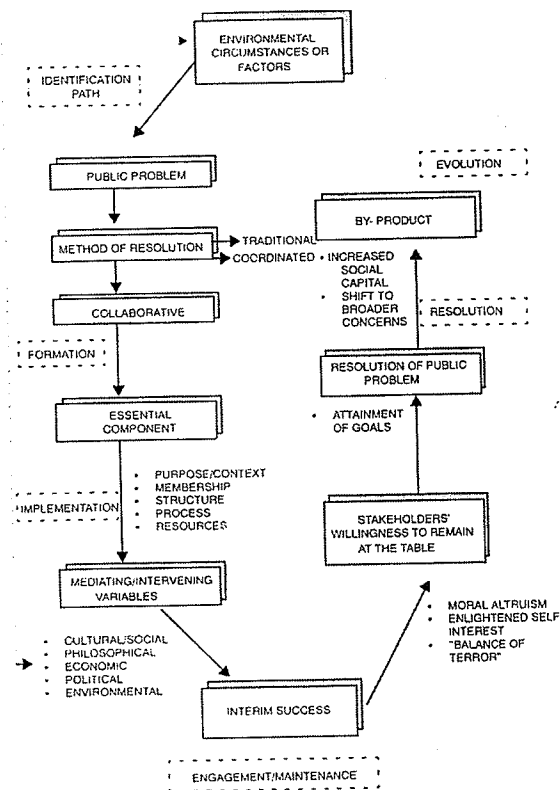 ENVIRONMENTAL
CIRCUMSTANCES OR
FACTORS
IDENTIFICATION
PATH
PUBLIC PROBLEM
METHOD OF RESOLUTION
TRADITIONAL
COORDINATED
COLLABORATIVE
FORMATION
ESSENTIAL
COMPONENT
• PURPOSE/CONTEXT
• MEMBERSHIP
• STRUCTURE
• PROCESS
• RESOURCES
IMPLEMENTATION
MEDIATING/INTERVENING
VARIABLES
• CULTURAL/SOCIAL
• PHILOSOPHICAL
• ECONOMIC
• POLITICAL
• ENVIRONMENTAL
INTERIM SUCCESS
ENGAGEMENT/MAINTENANCE
• MORAL ALTRUISM
• ENLIGHTENED SELF
INTEREST
• "BALANCE OF
TERROR"
STAKEHOLDERS'
WILLINGNESS TO REMAIN
AT THE TABLE
• ATTAINMENT
OF GOALS
RESOLUTION OF PUBLIC
PROBLEM
RESOLUTION
• INCREASED
SOCIAL
CAPITAL
• SHIFT TO
BROADER
CONCERNS
BY- PRODUCT
EVOLUTION